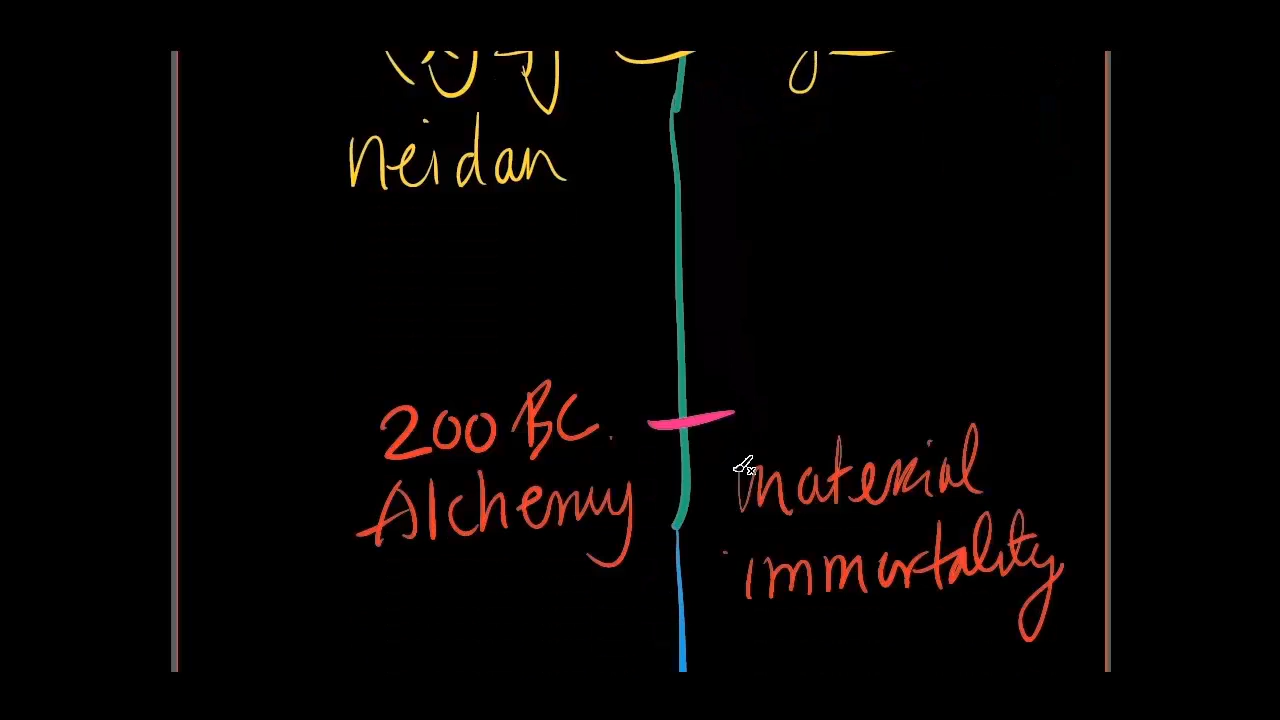 neidan
200 BC.
Alchemy
material
immortality